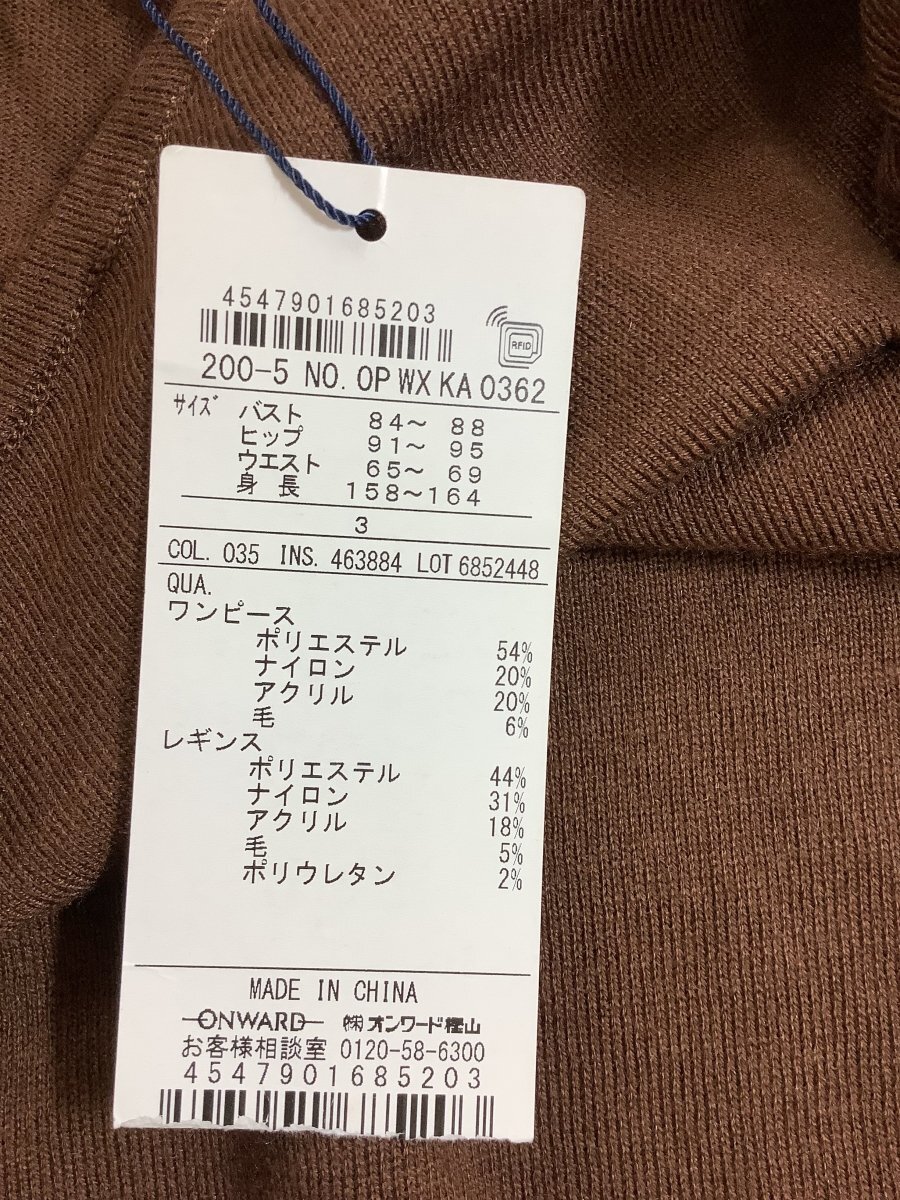 4547901685203
RFID
200-5 NO. OP WX KA 0362
サイズ バスト 84～ 88
ヒップ 91～ 95
ウエスト 65～ 69
身長 158～164
3
COL. 035 INS. 463884 LOT 6852448
QUA.
ワンピース
ポリエステル 54%
ナイロン 20%
アクリル 20%
毛 6%
レギンス
ポリエステル 44%
ナイロン 31%
アクリル 18%
毛 5%
ポリウレタン 2%
MADE IN CHINA
ONWARD ㈱オンワード樫山
お客様相談室 0120-58-6300
4547901685203